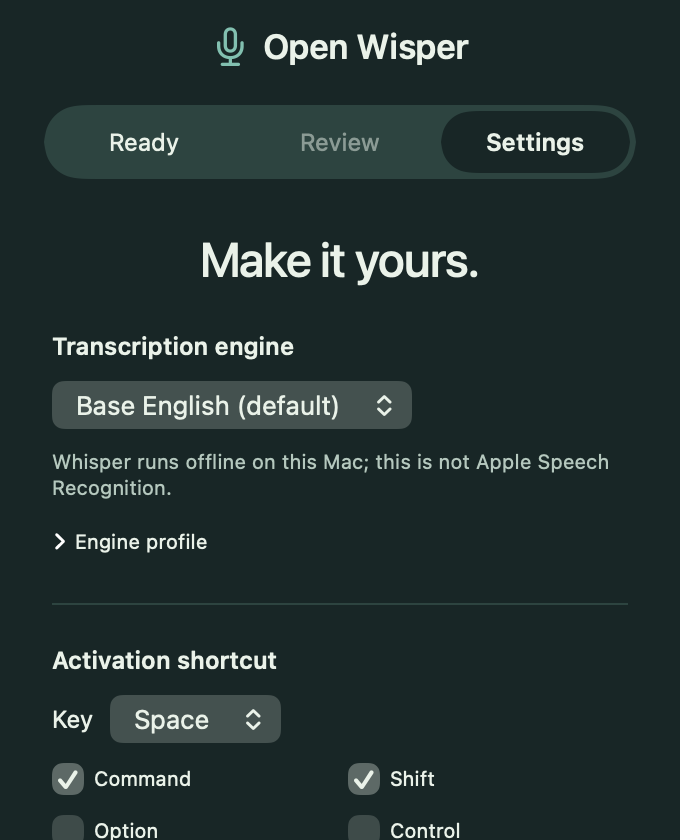 Open Wisper
Ready
Review
Settings
Make it yours.
Transcription engine
Base English (default)
Whisper runs offline on this Mac; this is not Apple Speech
Recognition.
Engine profile
Activation shortcut
Key
Space
Command
Shift
Option
Control